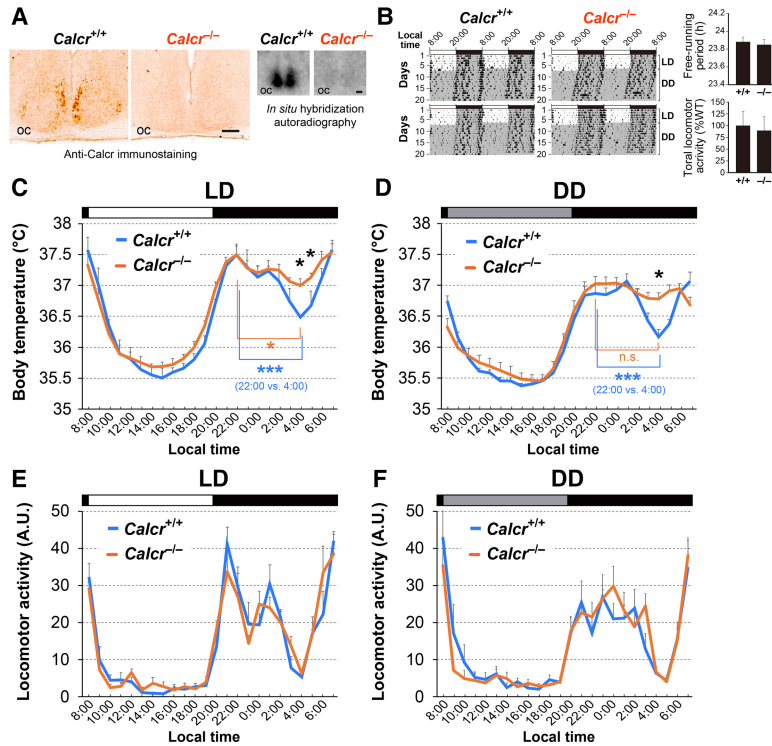 A
Calcr+/+
Calcr–/–
Calcr+/+ Calcr–/–
OC
OC
OC
OC
In situ hybridization
autoradiography
Anti-Calcr immunostaining
B
Calcr+/+
Calcr–/–
Local
time
8:00
20:00
8:00
20:00
8:00
8:00
20:00
8:00
20:00
8:00
Days
1
5
10
15
20
LD
DD
Days
1
5
10
15
20
LD
DD
Free-running
period (h)
24.2
24
23.8
23.6
23.4
+/+ –/–
Toral locomotor
acrivity (%WT)
150
125
100
75
50
25
0
+/+ –/–
C
LD
Body temperature (°C)
38
37.5
37
36.5
36
35.5
35
Calcr+/+
Calcr–/–
*
*
*
***
(22:00 vs. 4:00)
8:00
10:00
12:00
14:00
16:00
18:00
20:00
22:00
0:00
2:00
4:00
6:00
Local time
D
DD
Body temperature (°C)
38
37.5
37
36.5
36
35.5
35
Calcr+/+
Calcr–/–
*
n.s.
***
(22:00 vs. 4:00)
8:00
10:00
12:00
14:00
16:00
18:00
20:00
22:00
0:00
2:00
4:00
6:00
Local time
E
LD
Locomotor activity (A.U.)
50
40
30
20
10
0
Calcr+/+
Calcr–/–
8:00
10:00
12:00
14:00
16:00
18:00
20:00
22:00
0:00
2:00
4:00
6:00
Local time
F
DD
Locomotor activity (A.U.)
50
40
30
20
10
0
Calcr+/+
Calcr–/–
8:00
10:00
12:00
14:00
16:00
18:00
20:00
22:00
0:00
2:00
4:00
6:00
Local time